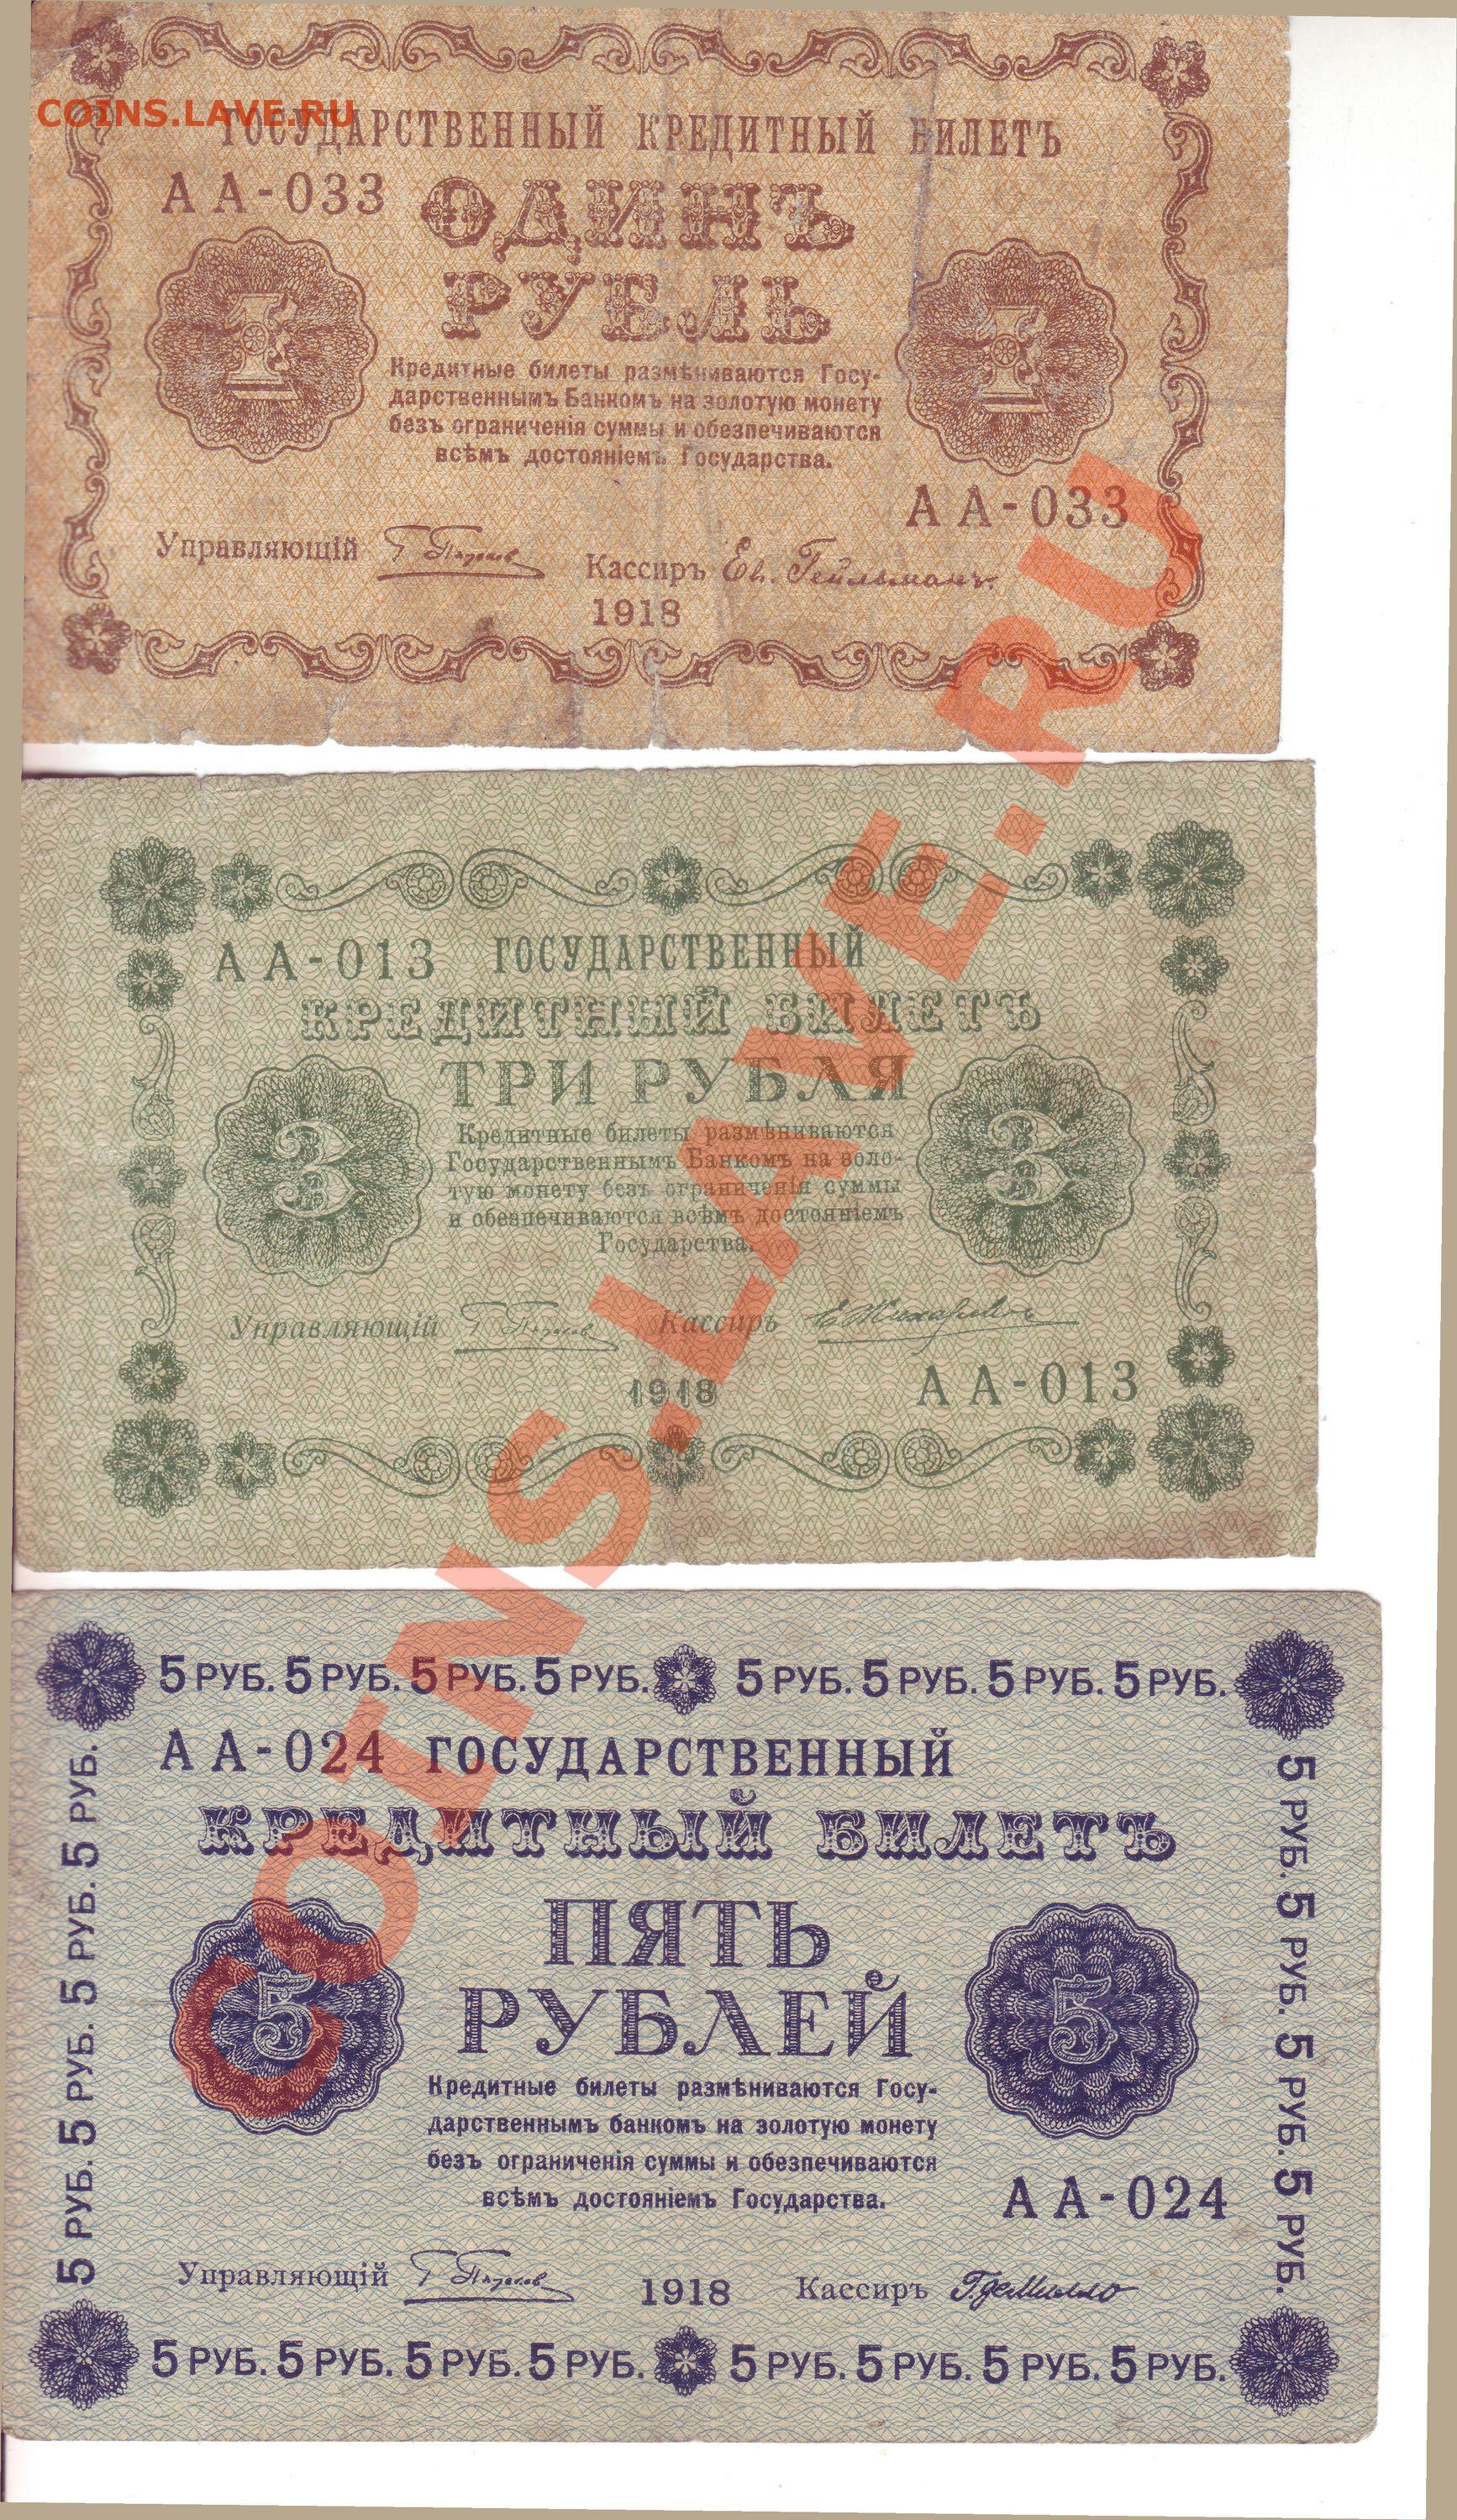 COINS.LAVE.RU
ГОСУДАРСТВЕННЫЙ КРЕДИТНЫЙ БИЛЕТЪ
АА-033 ОДИНЪ
РУБЛЬ
1 1
Кредитные билеты размѣниваются Госу-
дарственнымъ Банкомъ на золотую монету
безъ ограниченія суммы и обезпечиваются
всѣмъ достояніемъ Государства.
АА-033
Управляющій Кассиръ Ев. Гейльманъ
1918
АА-013 ГОСУДАРСТВЕННЫЙ
КРЕДИТНЫЙ БИЛЕТЪ
ТРИ РУБЛЯ
3 3
Кредитные билеты размѣниваются
Государственнымъ Банкомъ на золо-
тую монету безъ ограниченія суммы
и обезпечиваются всѣмъ достояніемъ
Государства.
Управляющій Кассиръ
1918 АА-013
5 РУБ. 5 РУБ. 5 РУБ. 5 РУБ. 5 РУБ. 5 РУБ. 5 РУБ. 5 РУБ.
АА-024 ГОСУДАРСТВЕННЫЙ
КРЕДИТНЫЙ БИЛЕТЪ
ПЯТЬ
РУБЛЕЙ
5 5
Кредитные билеты размѣниваются Госу-
дарственнымъ банкомъ на золотую монету
безъ ограниченія суммы и обезпечиваются
всѣмъ достояніемъ Государства.
АА-024
Управляющій 1918 Кассиръ Г. де Милло
5 РУБ. 5 РУБ. 5 РУБ. 5 РУБ. 5 РУБ. 5 РУБ. 5 РУБ. 5 РУБ.
5 РУБ. 5 РУБ. 5 РУБ. 5 РУБ.
5 РУБ. 5 РУБ. 5 РУБ. 5 РУБ.
COINS.LAVE.RU